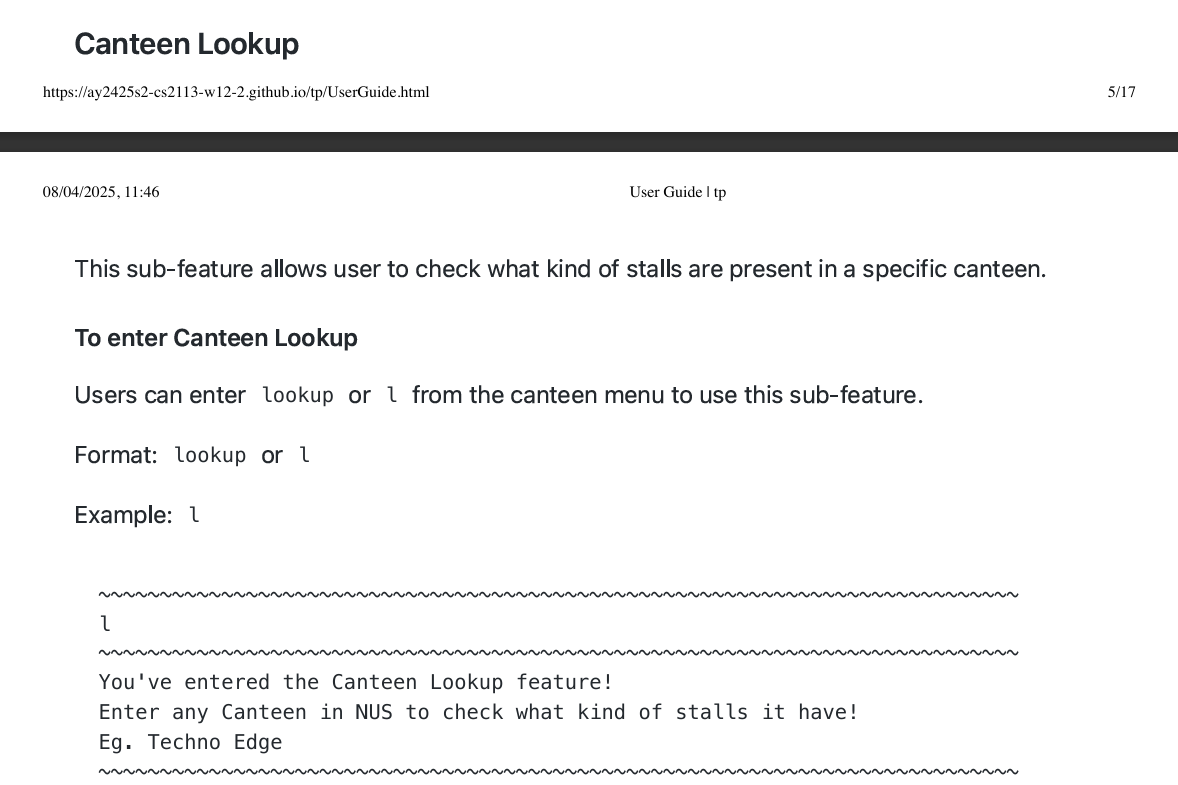 Canteen Lookup
https://ay2425s2-cs2113-w12-2.github.io/tp/UserGuide.html 5/17
08/04/2025, 11:46 User Guide | tp
This sub-feature allows user to check what kind of stalls are present in a specific canteen.
To enter Canteen Lookup
Users can enter lookup or l from the canteen menu to use this sub-feature.
Format: lookup or l
Example: l
~~~~~~~~~~~~~~~~~~~~~~~~~~~~~~~~~~~~~~~~~~~~~~~~~~~~~~~~~~~~~~~~~~~~~~~~~~~
l
~~~~~~~~~~~~~~~~~~~~~~~~~~~~~~~~~~~~~~~~~~~~~~~~~~~~~~~~~~~~~~~~~~~~~~~~~~~
You've entered the Canteen Lookup feature!
Enter any Canteen in NUS to check what kind of stalls it have!
Eg. Techno Edge
~~~~~~~~~~~~~~~~~~~~~~~~~~~~~~~~~~~~~~~~~~~~~~~~~~~~~~~~~~~~~~~~~~~~~~~~~~~